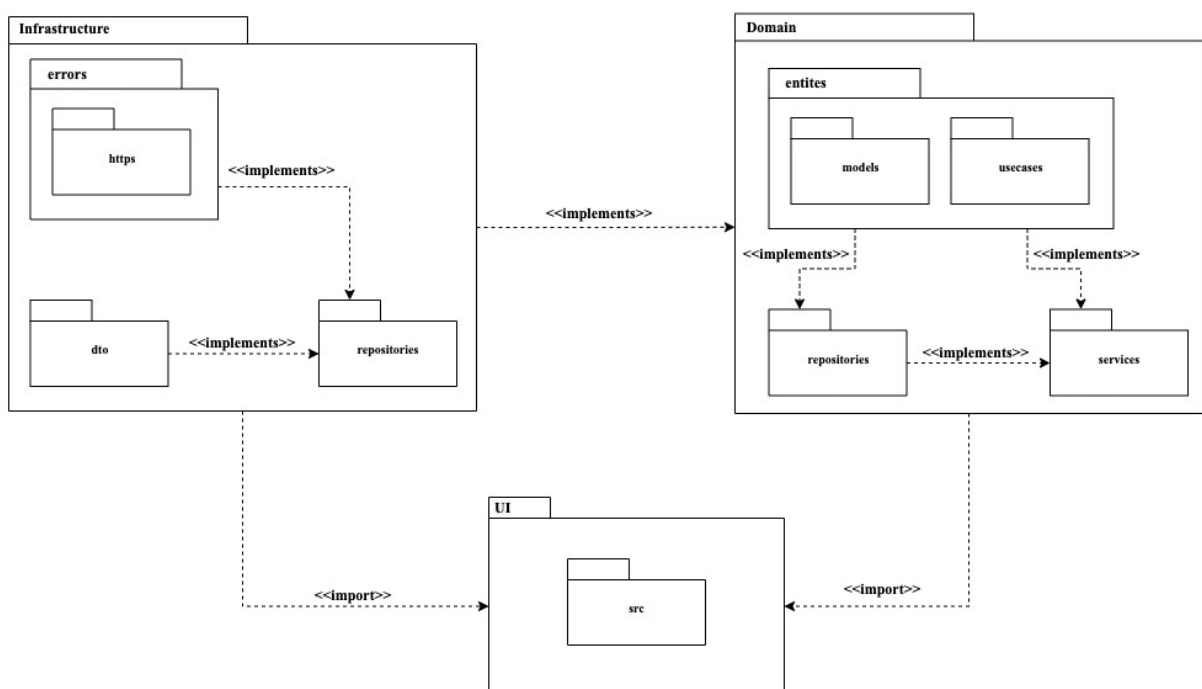 Infrastructure
errors
https
<<implements>>
dto
<<implements>>
repositories
<<implements>>
Domain
entites
models
usecases
<<implements>>
<<implements>>
repositories
<<implements>>
services
UI
src
<<import>>
<<import>>